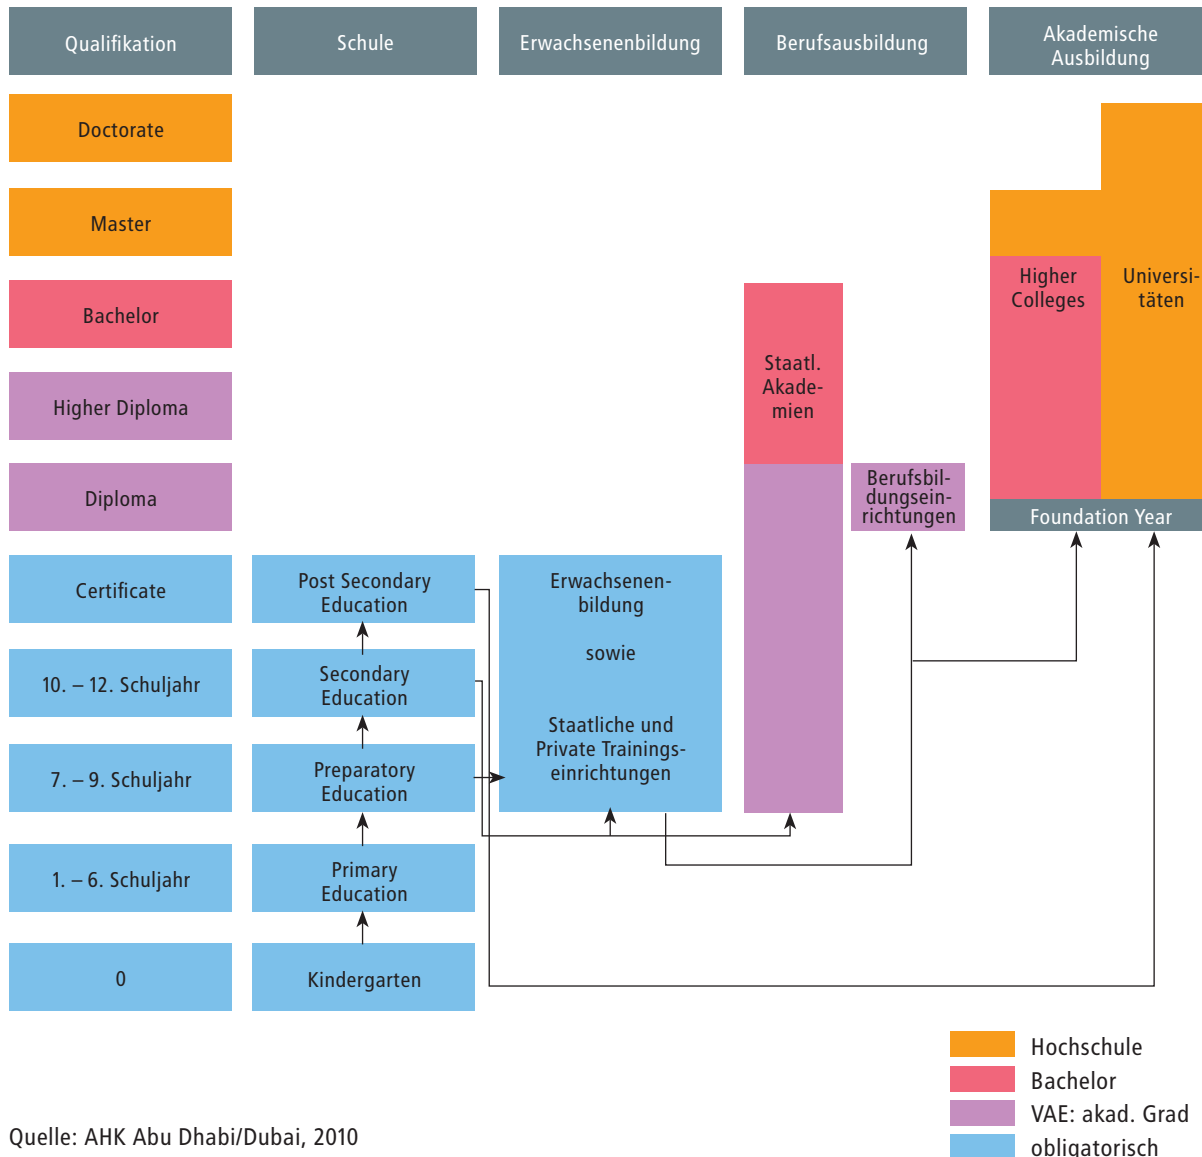 Qualifikation
Schule
Erwachsenenbildung
Berufsausbildung
Akademische
Ausbildung
Doctorate
Master
Bachelor
Higher Diploma
Diploma
Certificate
10. – 12. Schuljahr
7. – 9. Schuljahr
1. – 6. Schuljahr
0
Post Secondary
Education
Secondary
Education
Preparatory
Education
Primary
Education
Kindergarten
Erwachsenen-
bildung
sowie
Staatliche und
Private Trainings-
einrichtungen
Staatl.
Akade-
mien
Berufsbil-
dungsein-
richtungen
Higher
Colleges
Universi-
täten
Foundation Year
Hochschule
Bachelor
VAE: akad. Grad
obligatorisch
Quelle: AHK Abu Dhabi/Dubai, 2010